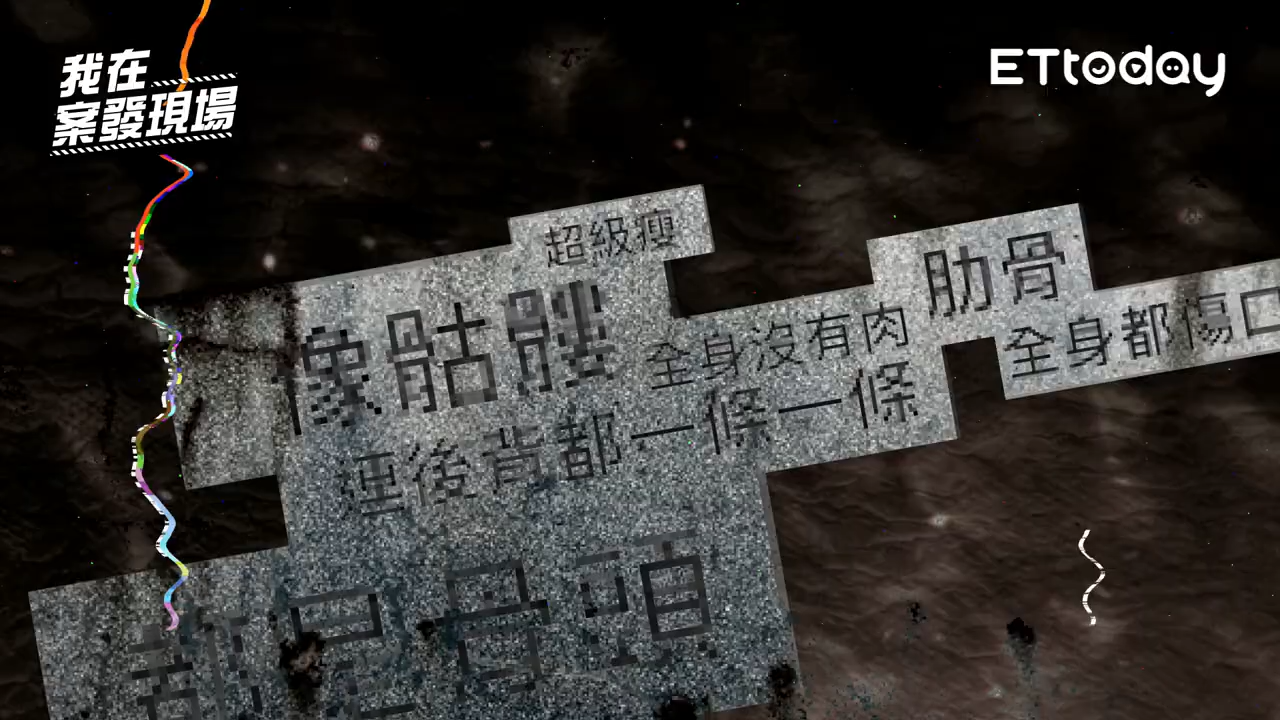 我在
案發現場
ETtoday
超級瘦
像骷髏
全身沒有肉
肋骨
全身都傷口
連後背都一條一條
都是骨頭